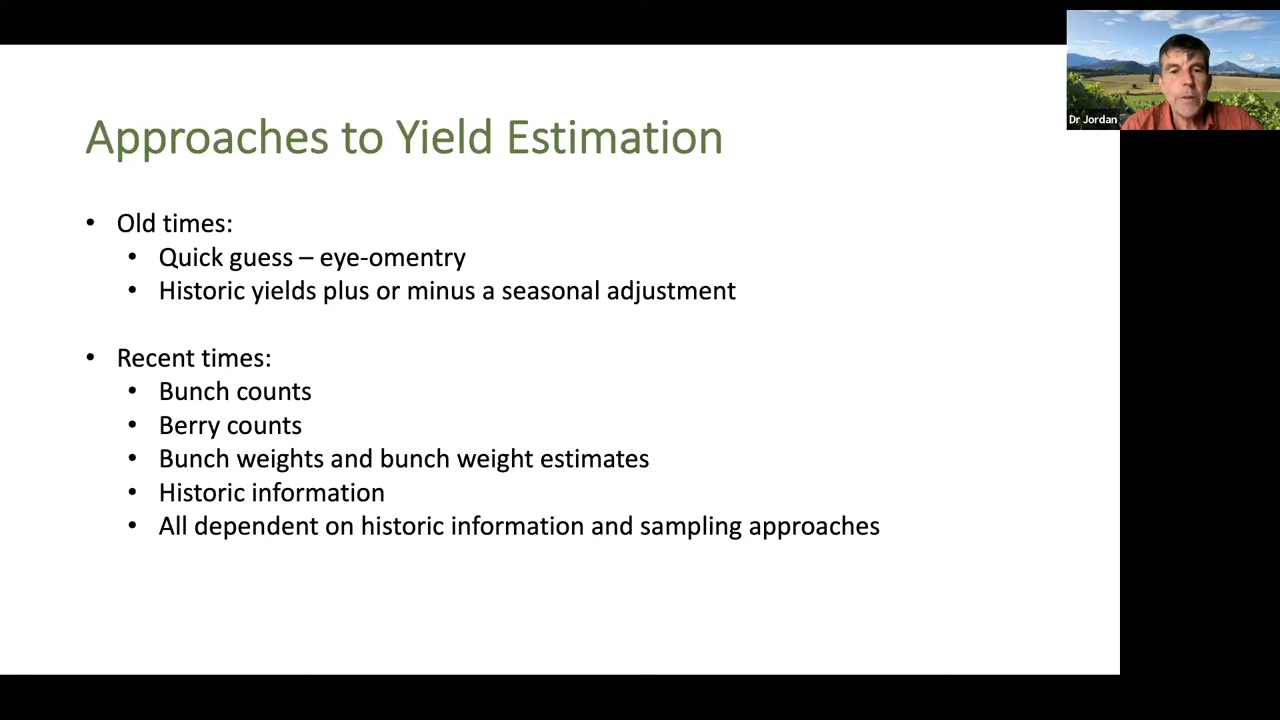 Approaches to Yield Estimation
• Old times:
• Quick guess – eye-omentry
• Historic yields plus or minus a seasonal adjustment
• Recent times:
• Bunch counts
• Berry counts
• Bunch weights and bunch weight estimates
• Historic information
• All dependent on historic information and sampling approaches
Dr Jordan